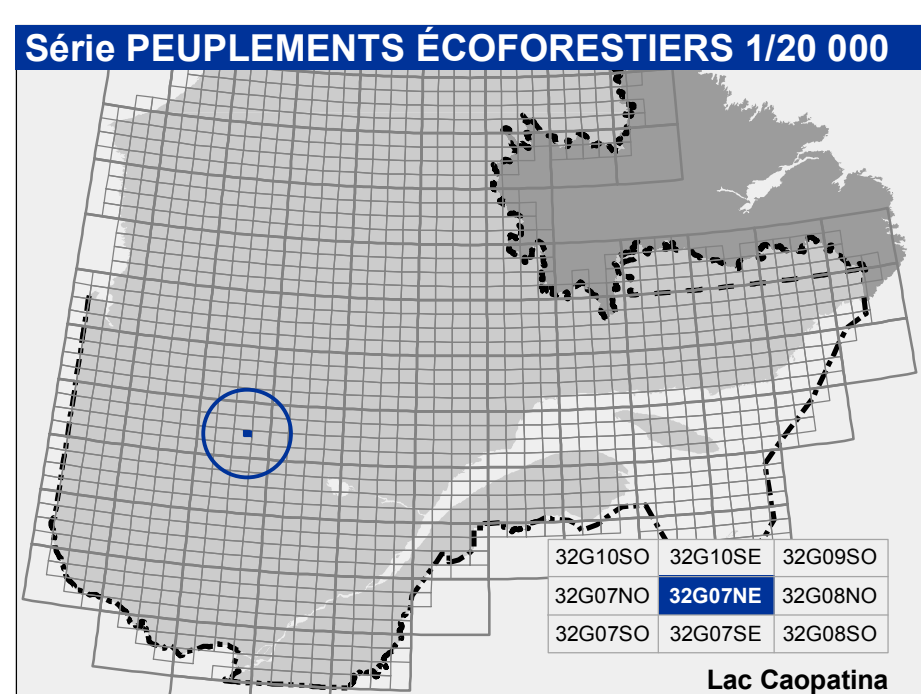 Série PEUPLEMENTS ÉCOFORESTIERS 1/20 000
32G10SO 32G10SE 32G09SO
32G07NO 32G07NE 32G08NO
32G07SO 32G07SE 32G08SO
Lac Caopatina